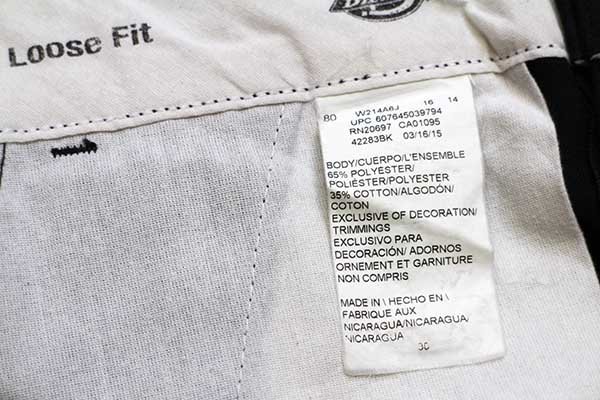 Loose Fit
80 W214A6J 16 14
UPC 607645039794
RN20697 CA01095
42283BK 03/16/15
BODY/CUERPO/L'ENSEMBLE
65% POLYESTER/
POLIÉSTER/POLYESTER
35% COTTON/ALGODÓN/
COTON
EXCLUSIVE OF DECORATION/
TRIMMINGS
EXCLUSIVO PARA
DECORACIÓN/ ADORNOS
ORNEMENT ET GARNITURE
NON COMPRIS
MADE IN \ HECHO EN \
FABRIQUE AUX
NICARAGUA/NICARAGUA/
NICARAGUA